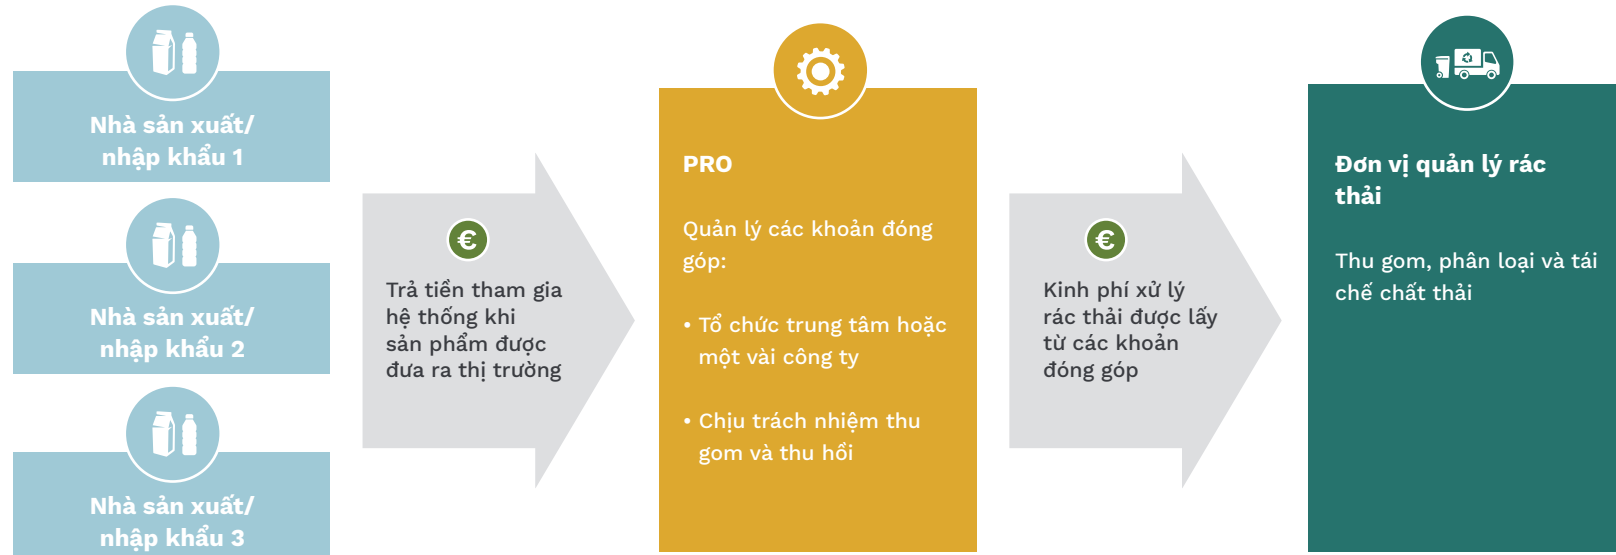 Nhà sản xuất/
nhập khẩu 1
Nhà sản xuất/
nhập khẩu 2
Nhà sản xuất/
nhập khẩu 3
€
Trả tiền tham gia
hệ thống khi
sản phẩm được
đưa ra thị trường
PRO
Quản lý các khoản đóng
góp:
• Tổ chức trung tâm hoặc
một vài công ty
• Chịu trách nhiệm thu
gom và thu hồi
€
Kinh phí xử lý
rác thải được lấy
từ các khoản
đóng góp
Đơn vị quản lý rác
thải
Thu gom, phân loại và tái
chế chất thải